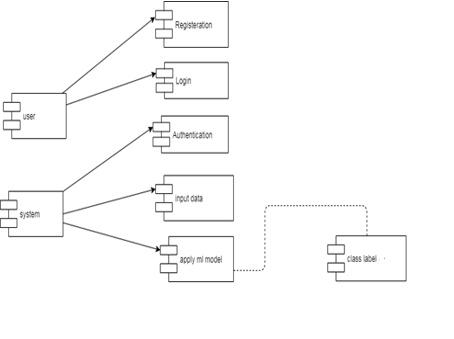 Registeration
Login
user
Authentication
input data
system
apply ml model
class label